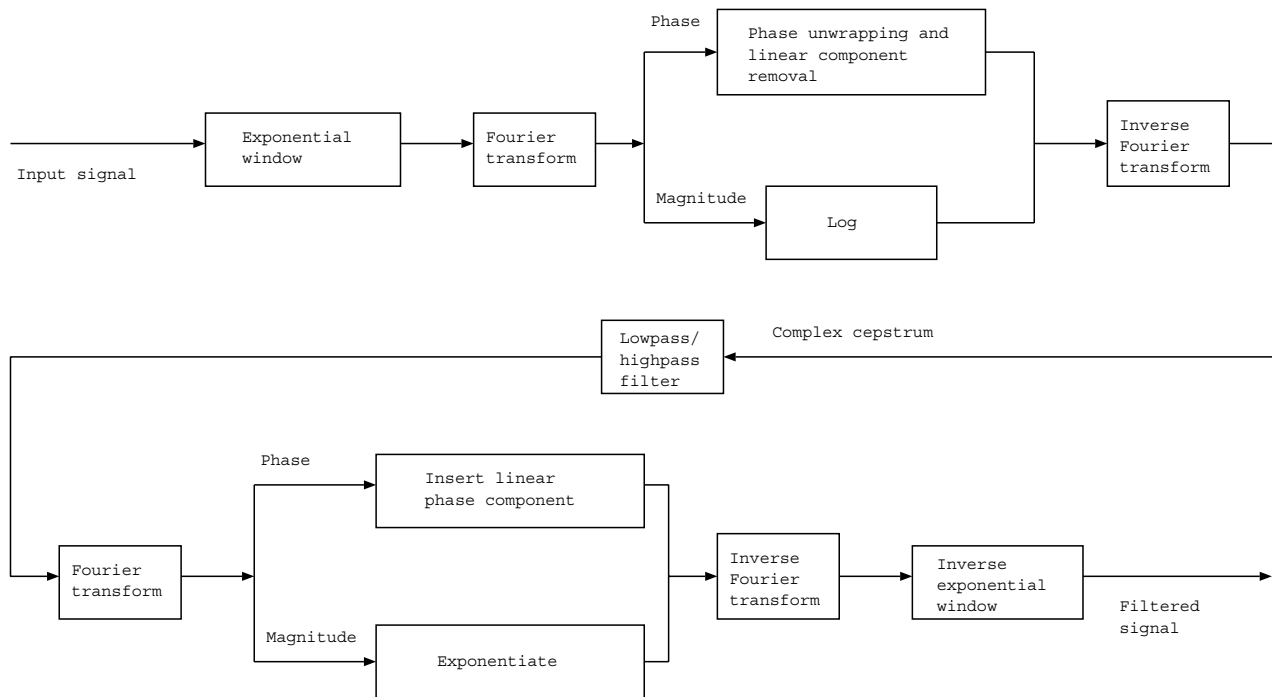 Phase
Phase unwrapping and
linear component
removal
Exponential
window
Fourier
transform
Inverse
Fourier
transform
Input signal
Magnitude
Log
Lowpass/
highpass
filter
Complex cepstrum
Phase
Insert linear
phase component
Fourier
transform
Inverse
Fourier
transform
Inverse
exponential
window
Filtered
signal
Magnitude
Exponentiate